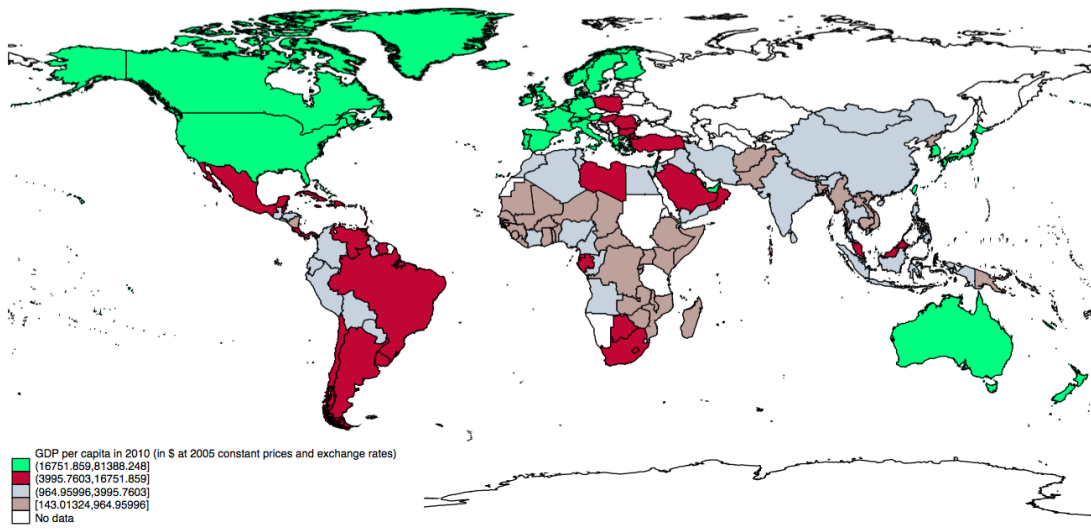 GDP per capita in 2010 (in $ at 2005 constant prices and exchange rates)
(16751.859,81388.248]
(3995.7603,16751.859]
(964.95996,3995.7603]
[143.01324,964.95996]
No data